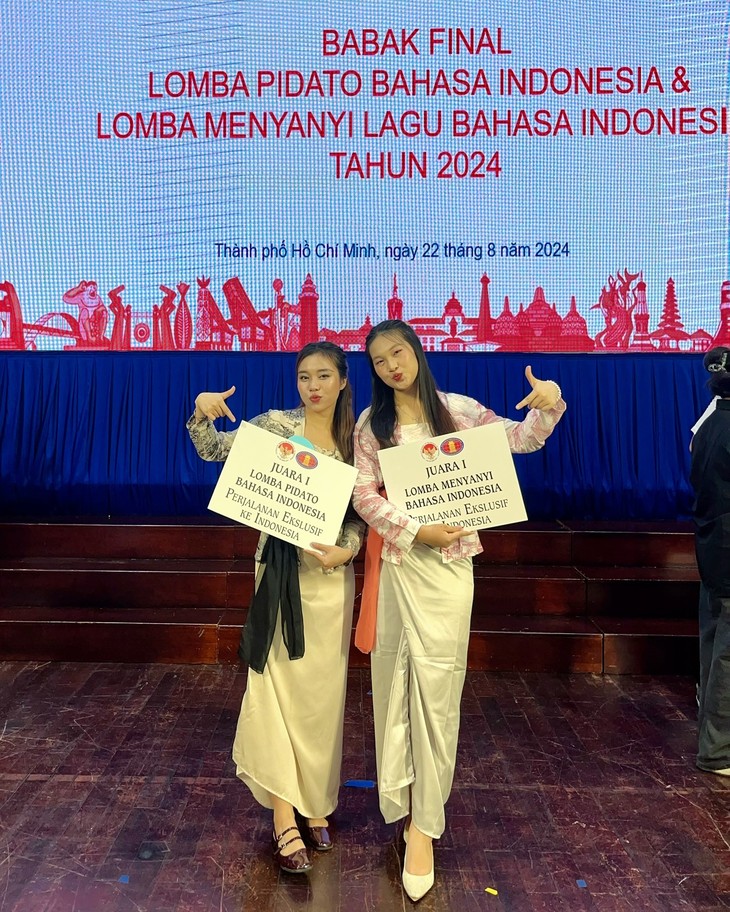 BABAK FINAL
LOMBA PIDATO BAHASA INDONESIA &
LOMBA MENYANYI LAGU BAHASA INDONESI
TAHUN 2024
Thành phố Hồ Chí Minh, ngày 22 tháng 8 năm 2024
JUARA I
LOMBA PIDATO
BAHASA INDONESIA
PERJALANAN EKSLUSIF
KE INDONESIA
JUARA I
LOMBA MENYANYI
BAHASA INDONESIA
PERJALANAN EKSLUSIF
INDONESIA